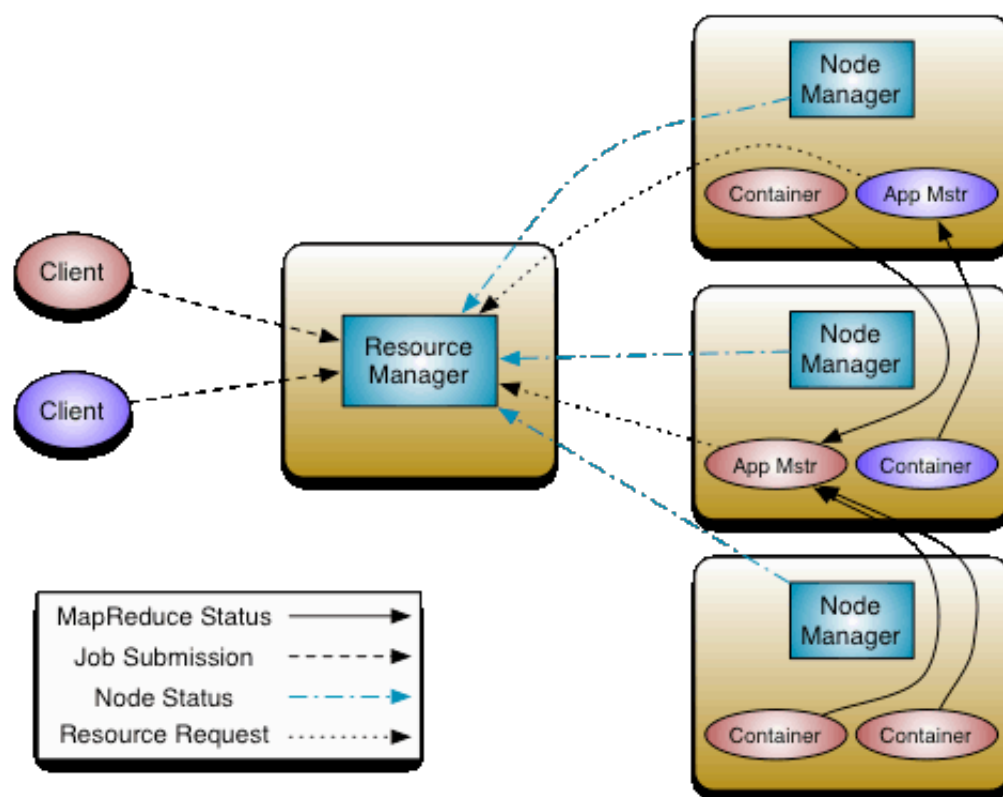 Client
Client
Resource
Manager
Node
Manager
Container
App Mstr
Node
Manager
App Mstr
Container
Node
Manager
Container
Container
MapReduce Status
Job Submission
Node Status
Resource Request